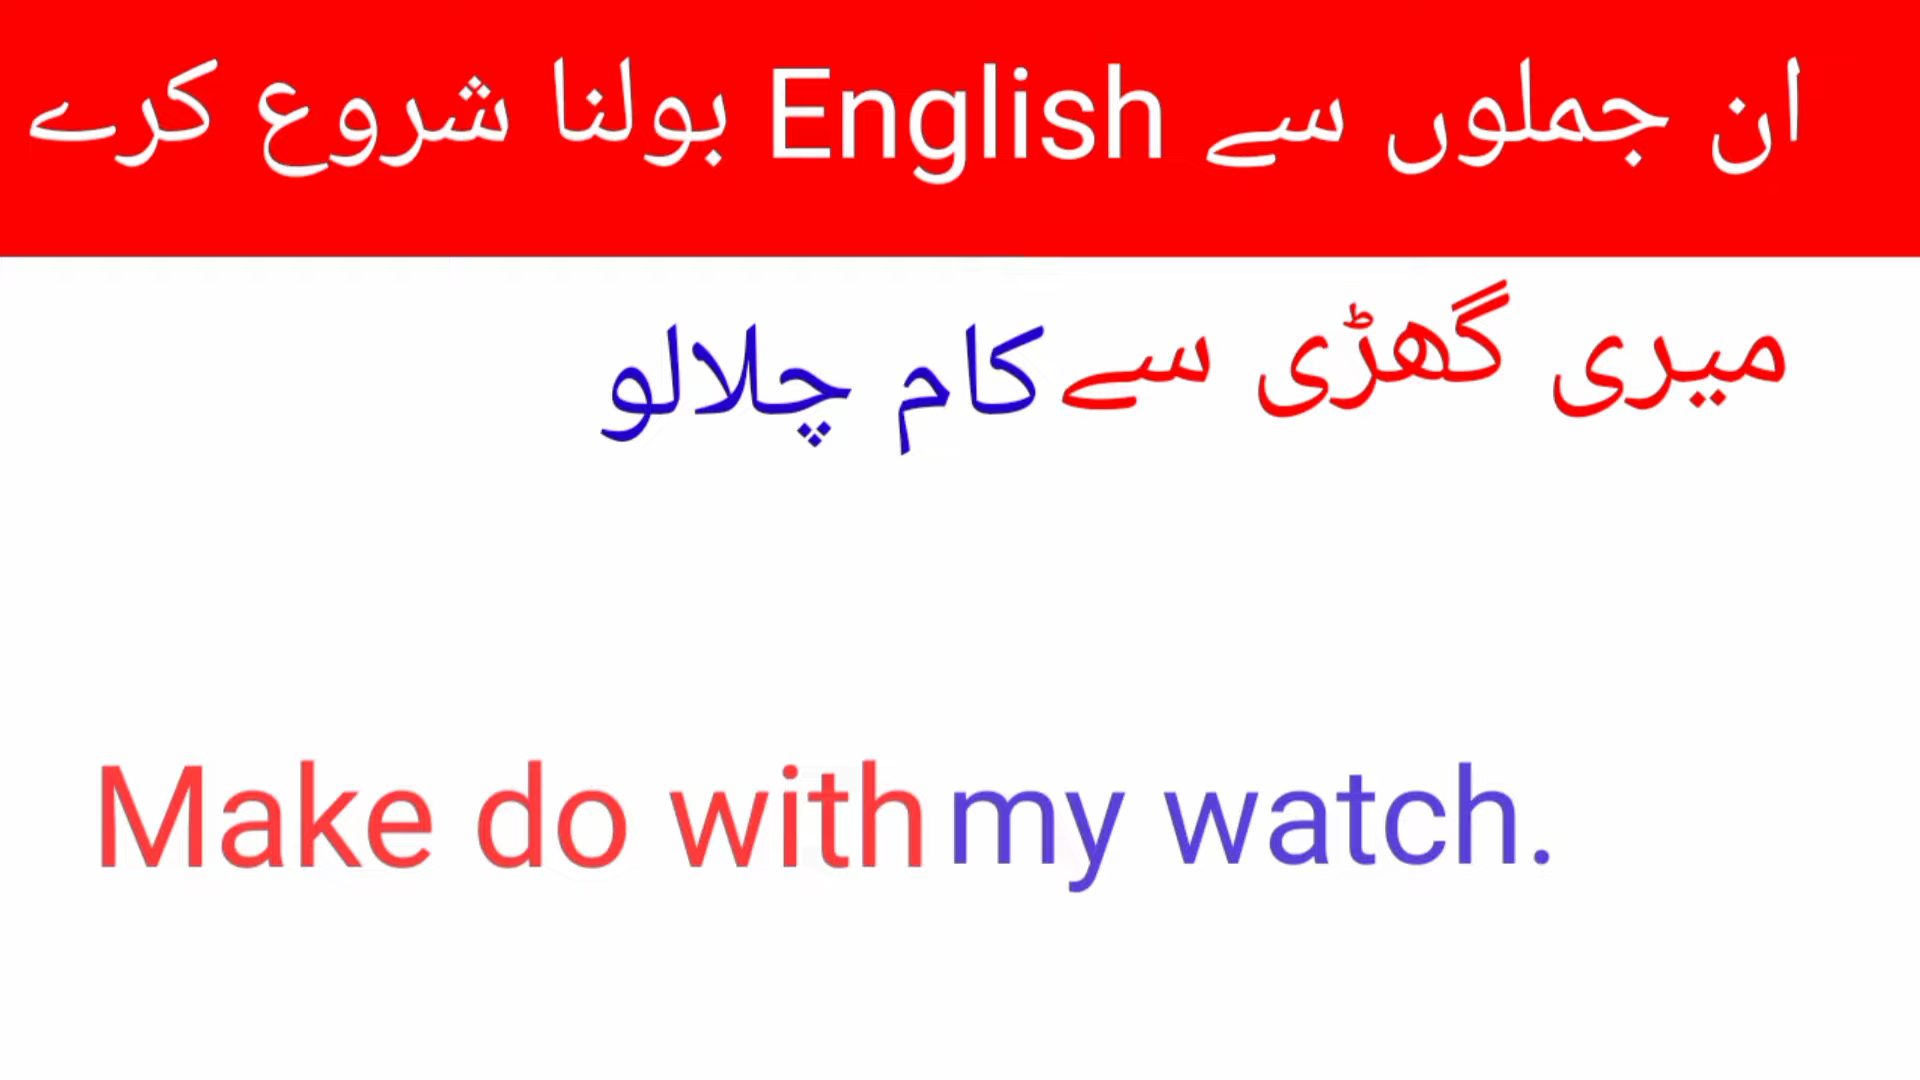 ان جملوں سے English بولنا شروع کرے
میری گھڑی سے کام چلالو
Make do with my watch.